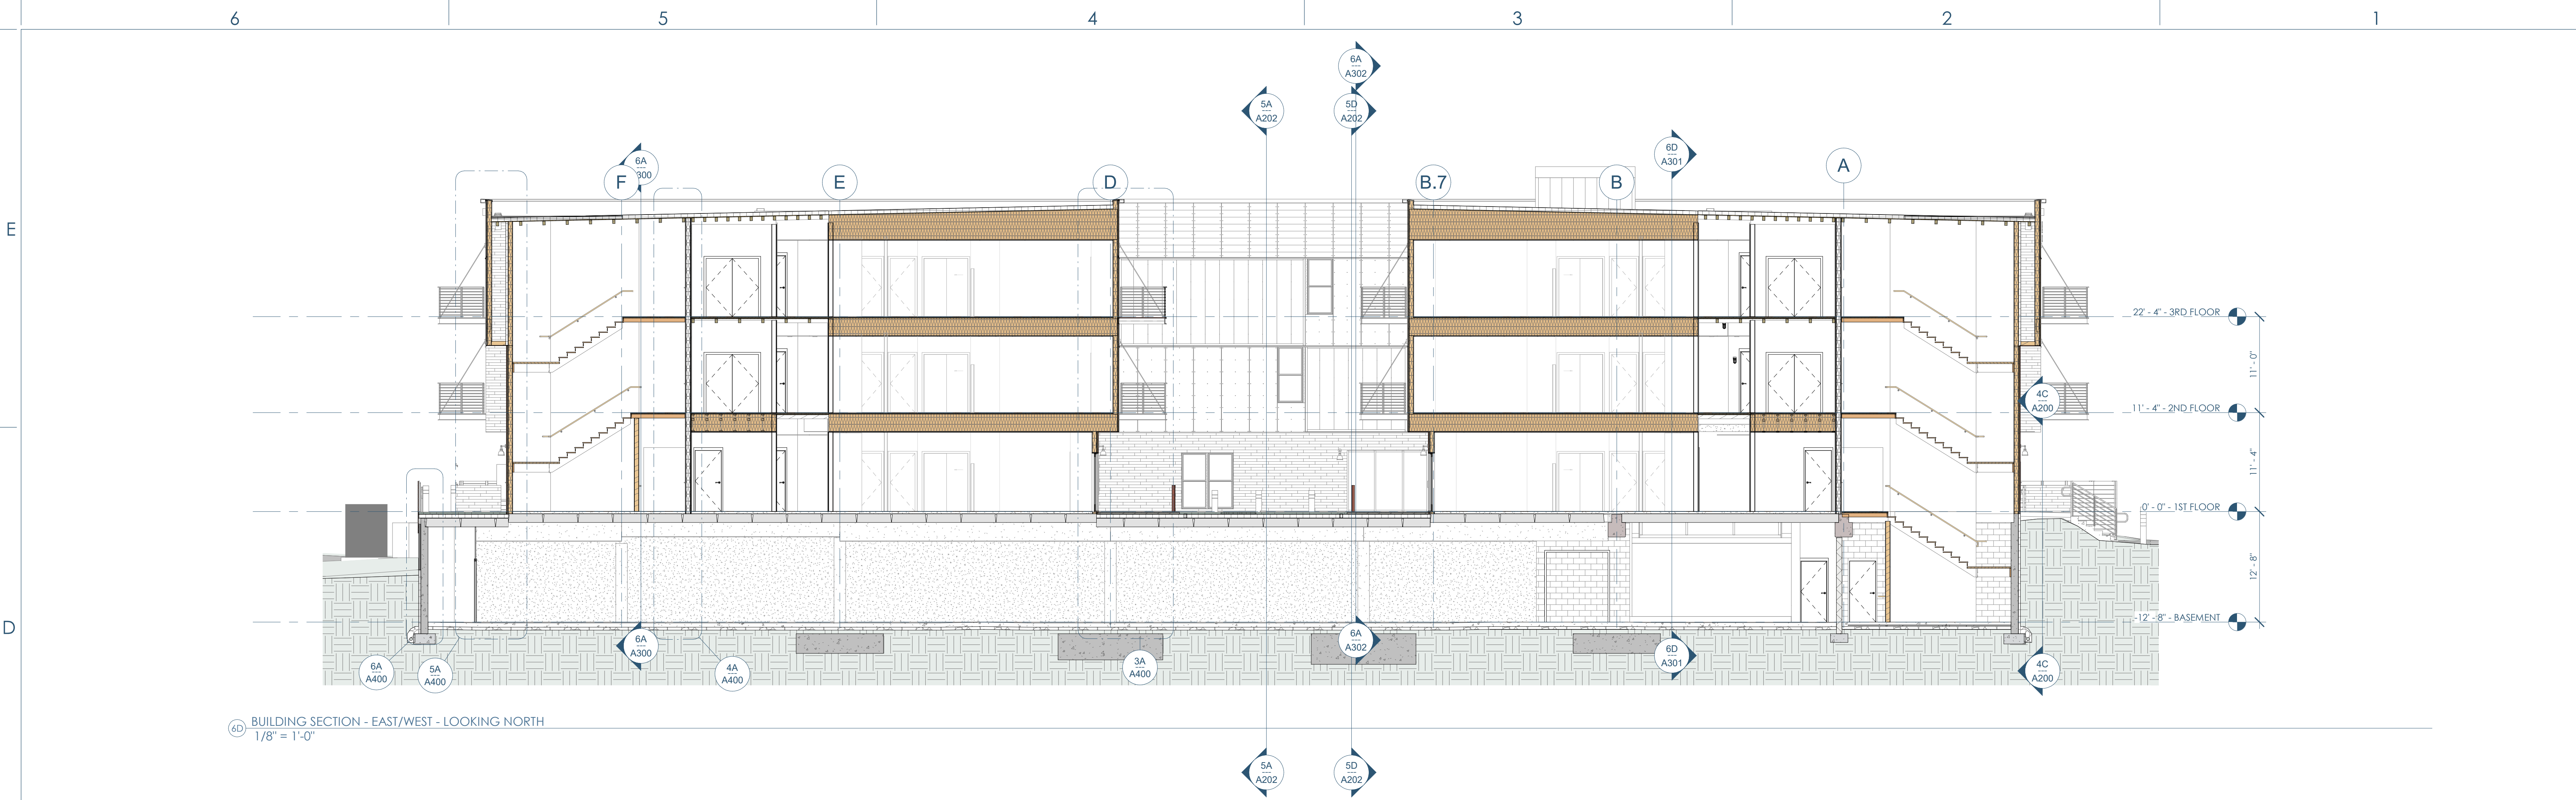 6 5 4 3 2 1
6A
A302
5A
A202
5D
A202
6A
300
6D
A301
F E D B.7 B A
E
22' - 4" - 3RD FLOOR
11' - 0"
4C
A200
11' - 4" - 2ND FLOOR
11' - 4"
0' - 0" - 1ST FLOOR
12' - 8"
-12' - 8" - BASEMENT
D
6A
A400
5A
A400
6A
A300
4A
A400
3A
A400
6A
A302
6D
A301
4C
A200
6D
BUILDING SECTION - EAST/WEST - LOOKING NORTH
1/8" = 1'-0"
5A
A202
5D
A202